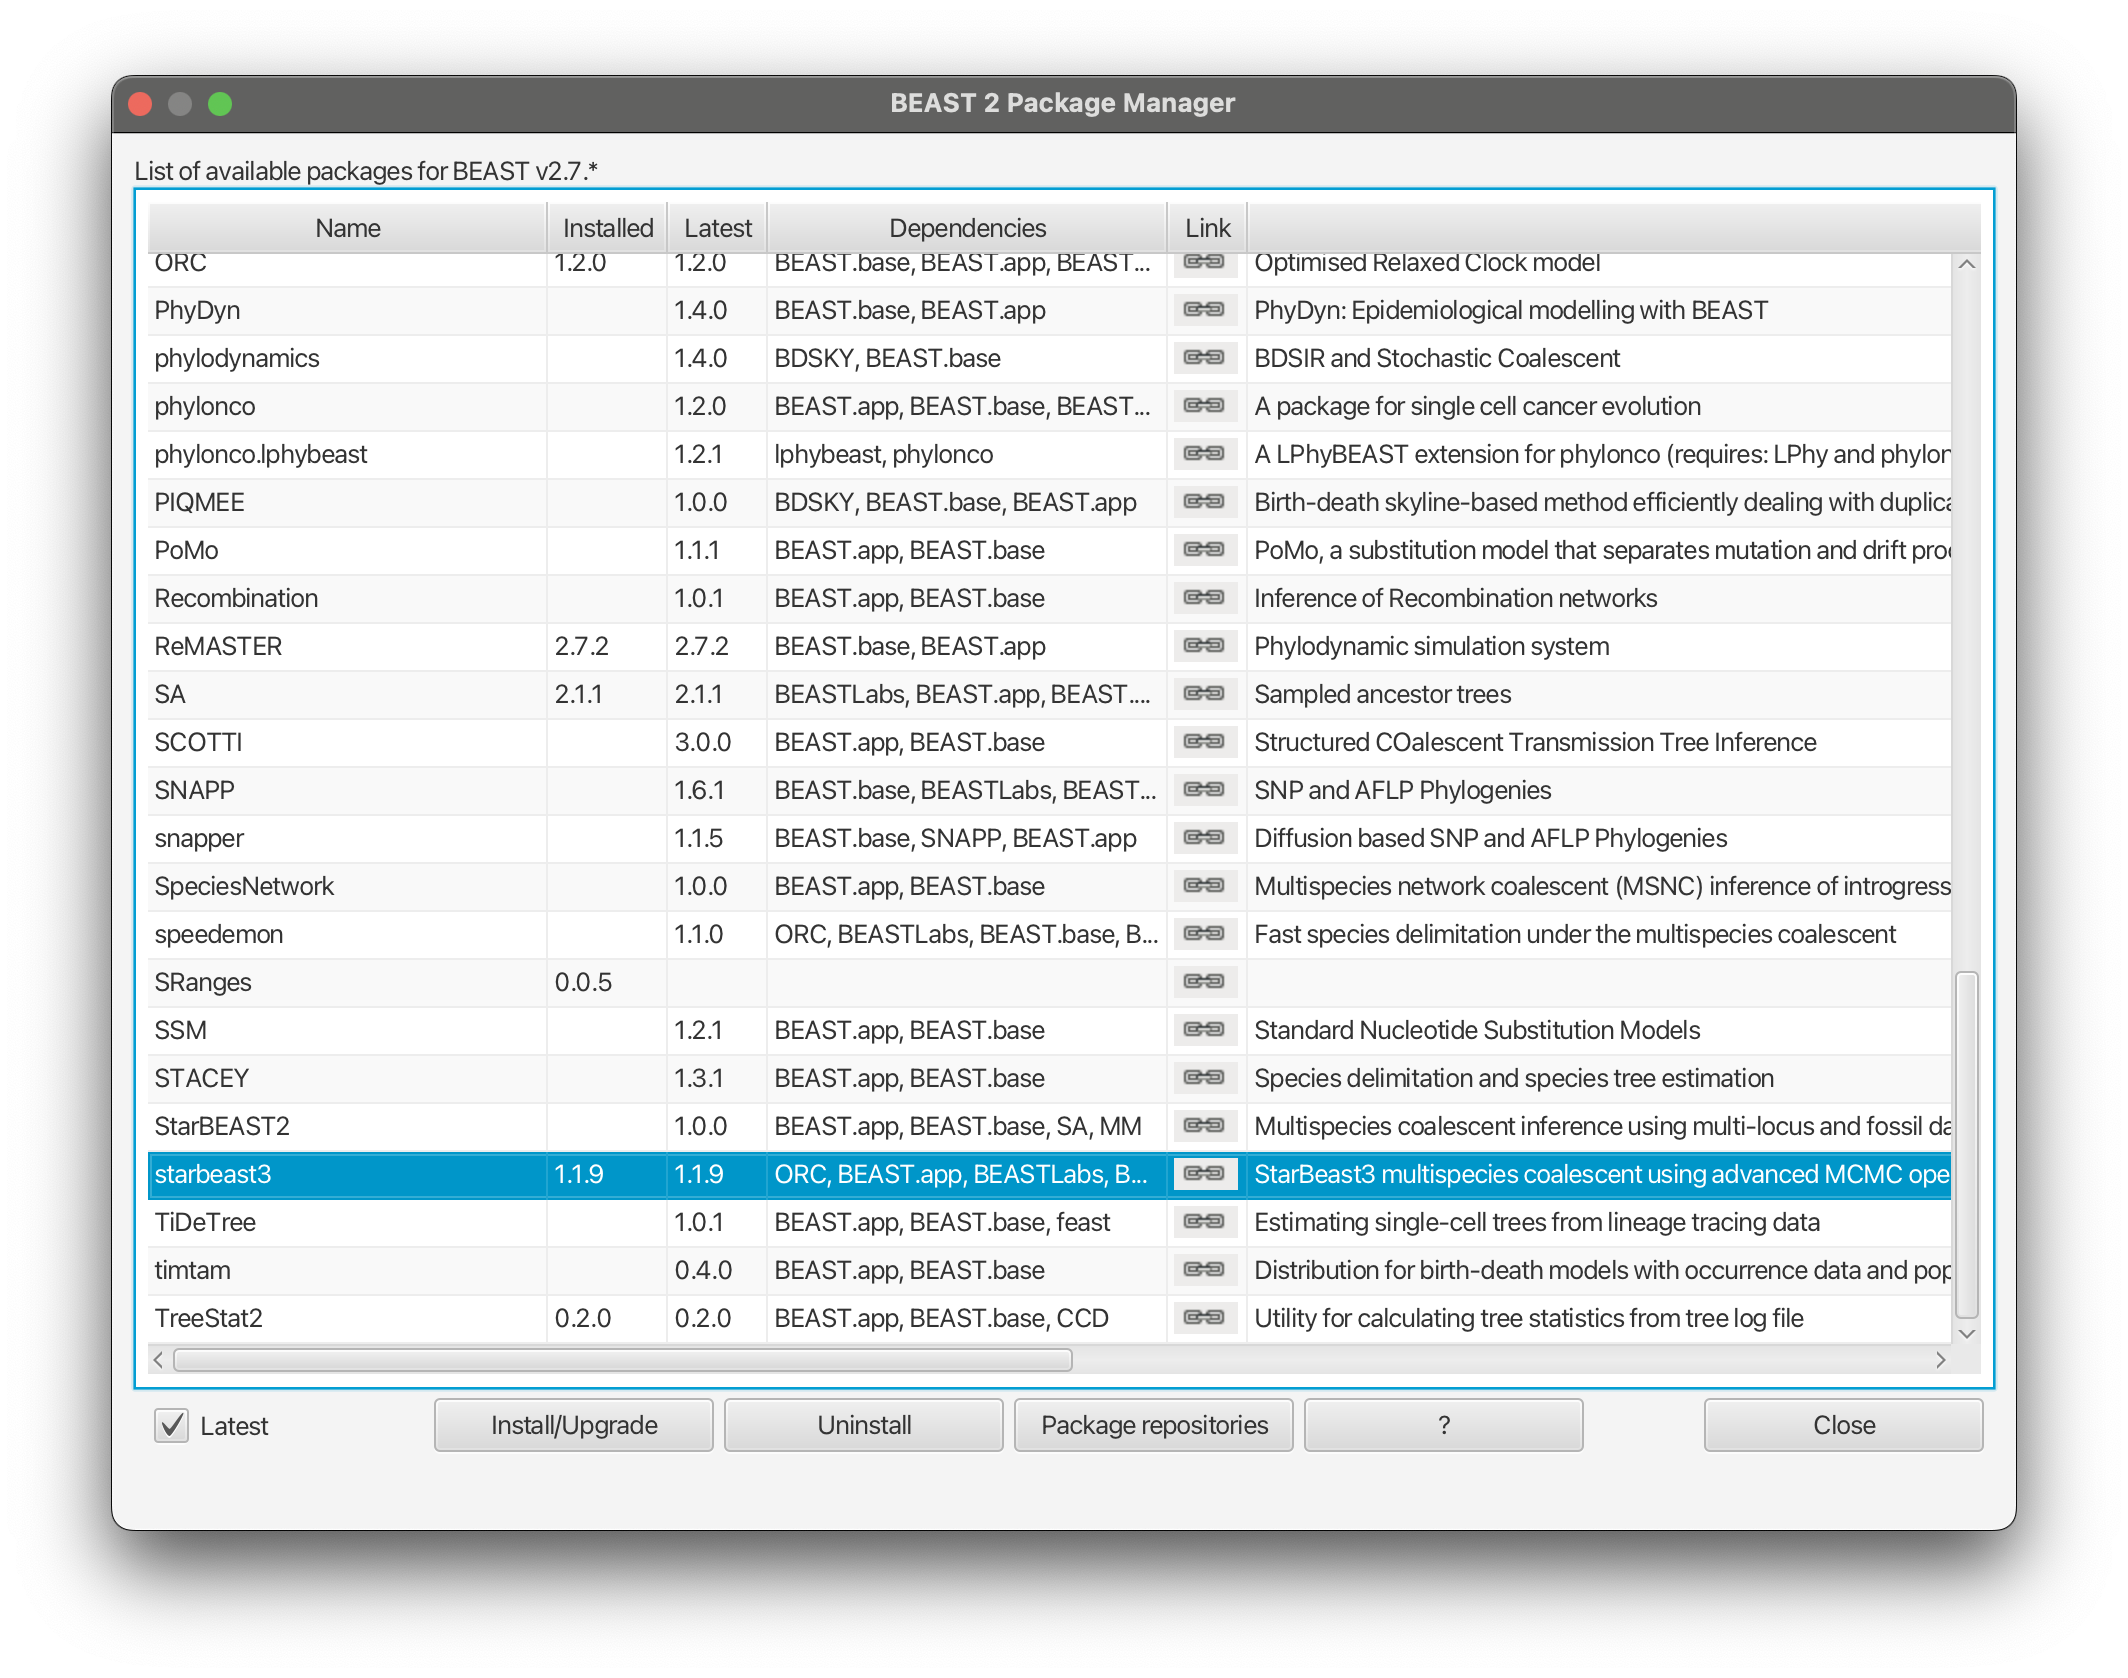 BEAST 2 Package Manager
List of available packages for BEAST v2.7.*
Name Installed Latest Dependencies Link
ORC 1.2.0 1.2.0 BEAST.base, BEAST.app, BEAST... Optimised Relaxed Clock model
PhyDyn 1.4.0 BEAST.base, BEAST.app PhyDyn: Epidemiological modelling with BEAST
phylodynamics 1.4.0 BDSKY, BEAST.base BDSIR and Stochastic Coalescent
phylonco 1.2.0 BEAST.app, BEAST.base, BEAST... A package for single cell cancer evolution
phylonco.lphybeast 1.2.1 lphybeast, phylonco A LPhyBEAST extension for phylonco (requires: LPhy and phylon
PIQMEE 1.0.0 BDSKY, BEAST.base, BEAST.app Birth-death skyline-based method efficiently dealing with duplica
PoMo 1.1.1 BEAST.app, BEAST.base PoMo, a substitution model that separates mutation and drift proc
Recombination 1.0.1 BEAST.app, BEAST.base Inference of Recombination networks
ReMASTER 2.7.2 2.7.2 BEAST.base, BEAST.app Phylodynamic simulation system
SA 2.1.1 2.1.1 BEASTLabs, BEAST.app, BEAST.... Sampled ancestor trees
SCOTTI 3.0.0 BEAST.app, BEAST.base Structured COalescent Transmission Tree Inference
SNAPP 1.6.1 BEAST.base, BEASTLabs, BEAST... SNP and AFLP Phylogenies
snapper 1.1.5 BEAST.base, SNAPP, BEAST.app Diffusion based SNP and AFLP Phylogenies
SpeciesNetwork 1.0.0 BEAST.app, BEAST.base Multispecies network coalescent (MSNC) inference of introgress
speedemon 1.1.0 ORC, BEASTLabs, BEAST.base, B... Fast species delimitation under the multispecies coalescent
SRanges 0.0.5
SSM 1.2.1 BEAST.app, BEAST.base Standard Nucleotide Substitution Models
STACEY 1.3.1 BEAST.app, BEAST.base Species delimitation and species tree estimation
StarBEAST2 1.0.0 BEAST.app, BEAST.base, SA, MM Multispecies coalescent inference using multi-locus and fossil da
starbeast3 1.1.9 1.1.9 ORC, BEAST.app, BEASTLabs, B... StarBeast3 multispecies coalescent using advanced MCMC ope
TiDeTree 1.0.1 BEAST.app, BEAST.base, feast Estimating single-cell trees from lineage tracing data
timtam 0.4.0 BEAST.app, BEAST.base Distribution for birth-death models with occurrence data and pop
TreeStat2 0.2.0 0.2.0 BEAST.app, BEAST.base, CCD Utility for calculating tree statistics from tree log file
Latest Install/Upgrade Uninstall Package repositories ? Close